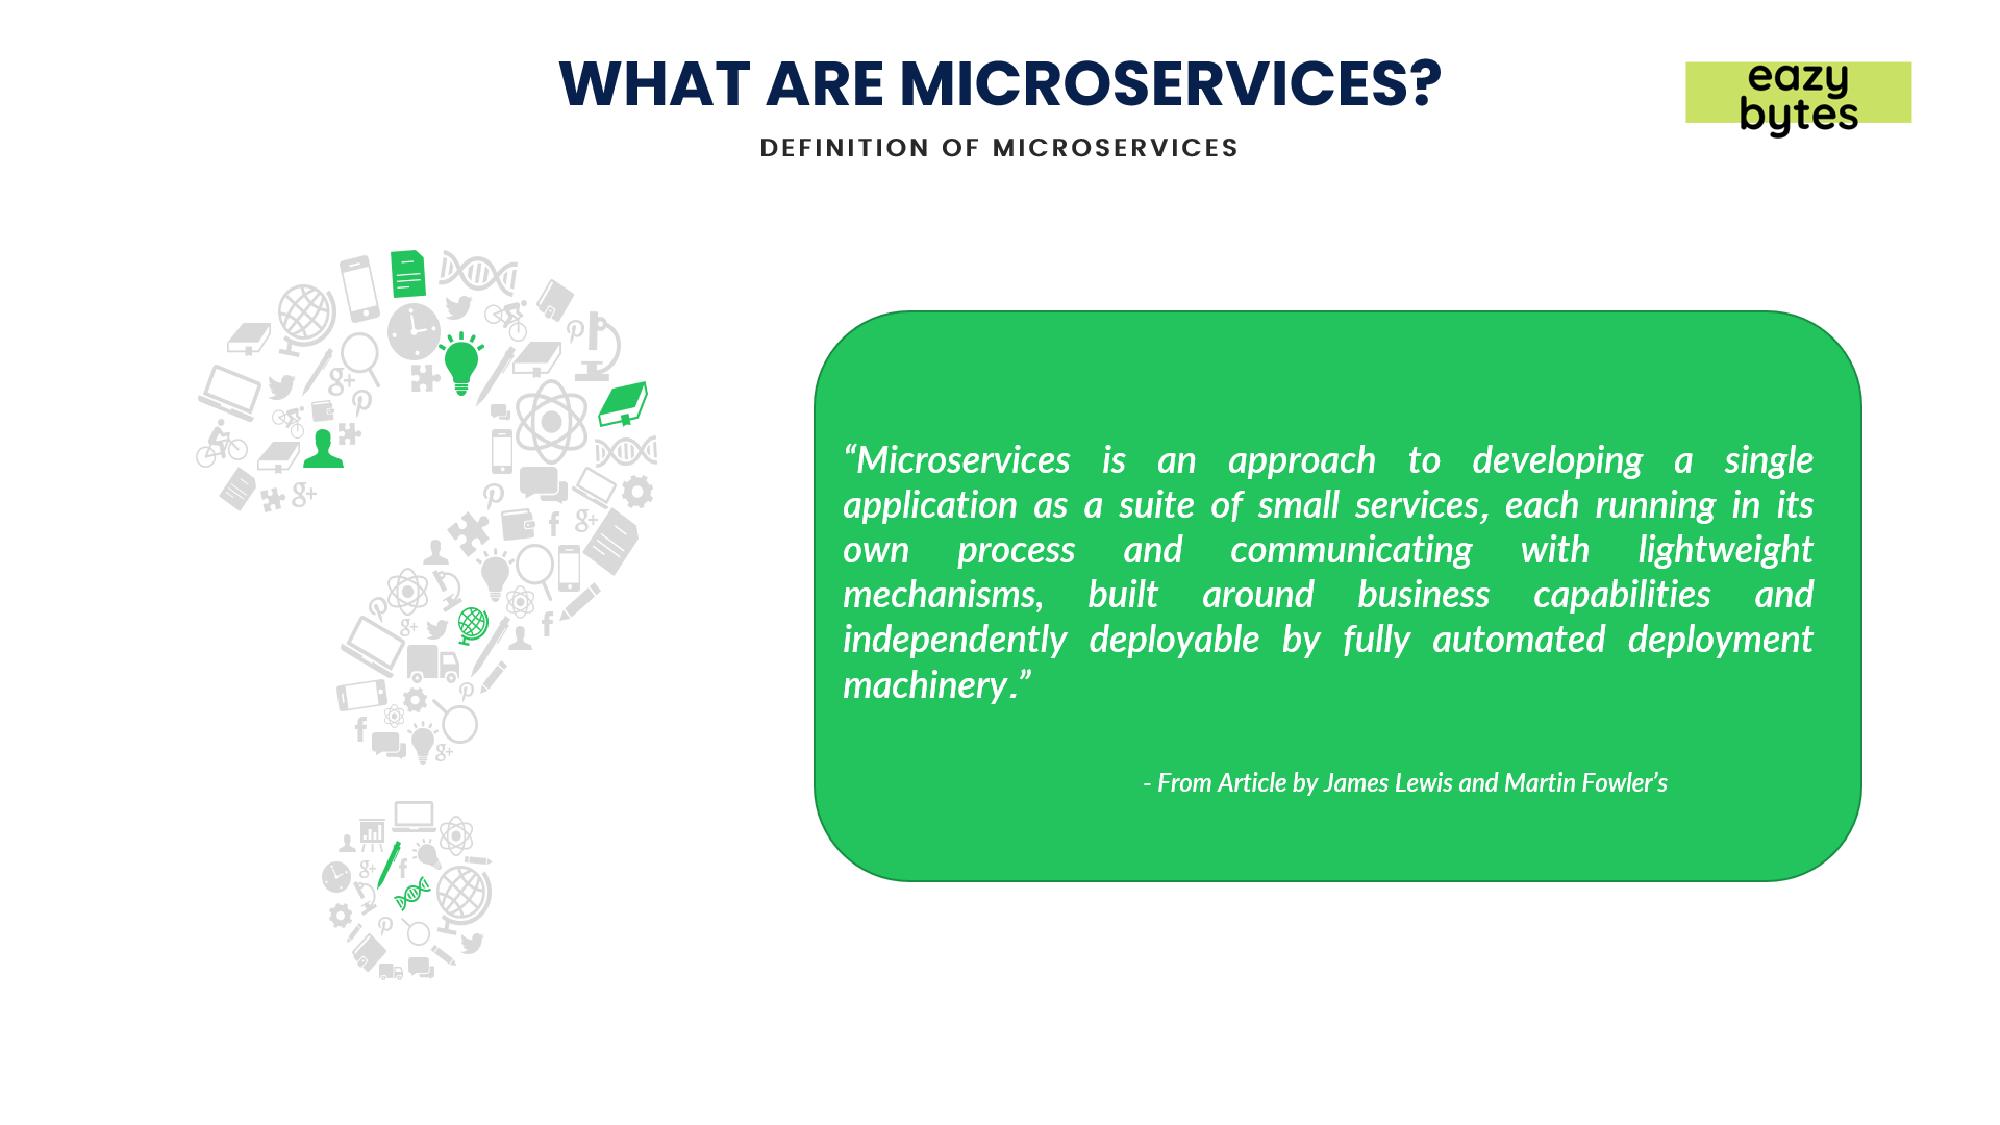 WHAT ARE MICROSERVICES?
DEFINITION OF MICROSERVICES
eazy
bytes
“Microservices is an approach to developing a single
application as a suite of small services, each running in its
own process and communicating with lightweight
mechanisms, built around business capabilities and
independently deployable by fully automated deployment
machinery.”
- From Article by James Lewis and Martin Fowler’s